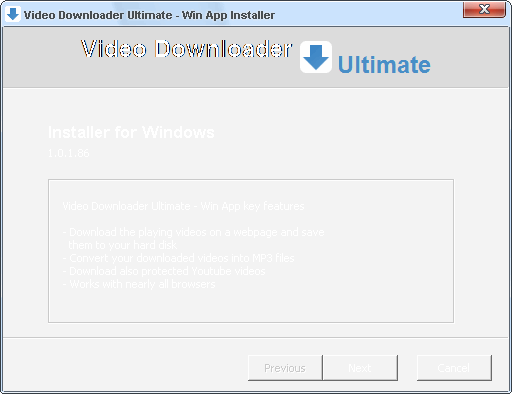 Video Downloader Ultimate - Win App Installer
Video Downloader Ultimate
Installer for Windows
1.0.1.86
Video Downloader Ultimate - Win App key features
- Download the playing videos on a webpage and save
them to your hard disk
- Convert your downloaded videos into MP3 files
- Download also protected Youtube videos
- Works with nearly all browsers
Previous
Next
Cancel